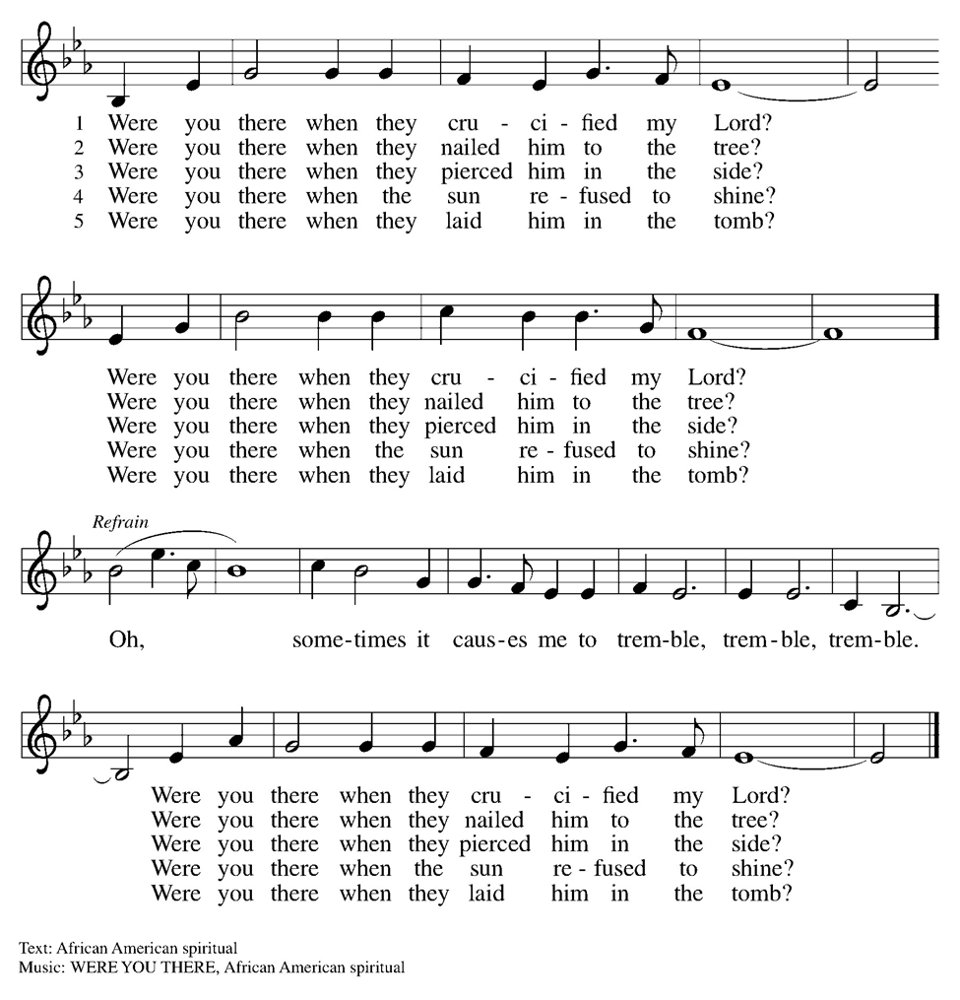 1 Were you there when they cru - ci - fied my Lord?
2 Were you there when they nailed him to the tree?
3 Were you there when they pierced him in the side?
4 Were you there when the sun re - fused to shine?
5 Were you there when they laid him in the tomb?
Were you there when they cru - ci - fied my Lord?
Were you there when they nailed him to the tree?
Were you there when they pierced him in the side?
Were you there when the sun re - fused to shine?
Were you there when they laid him in the tomb?
Refrain
Oh, some - times it caus - es me to trem - ble, trem - ble, trem - ble.
Were you there when they cru - ci - fied my Lord?
Were you there when they nailed him to the tree?
Were you there when they pierced him in the side?
Were you there when the sun re - fused to shine?
Were you there when they laid him in the tomb?
Text: African American spiritual
Music: WERE YOU THERE, African American spiritual